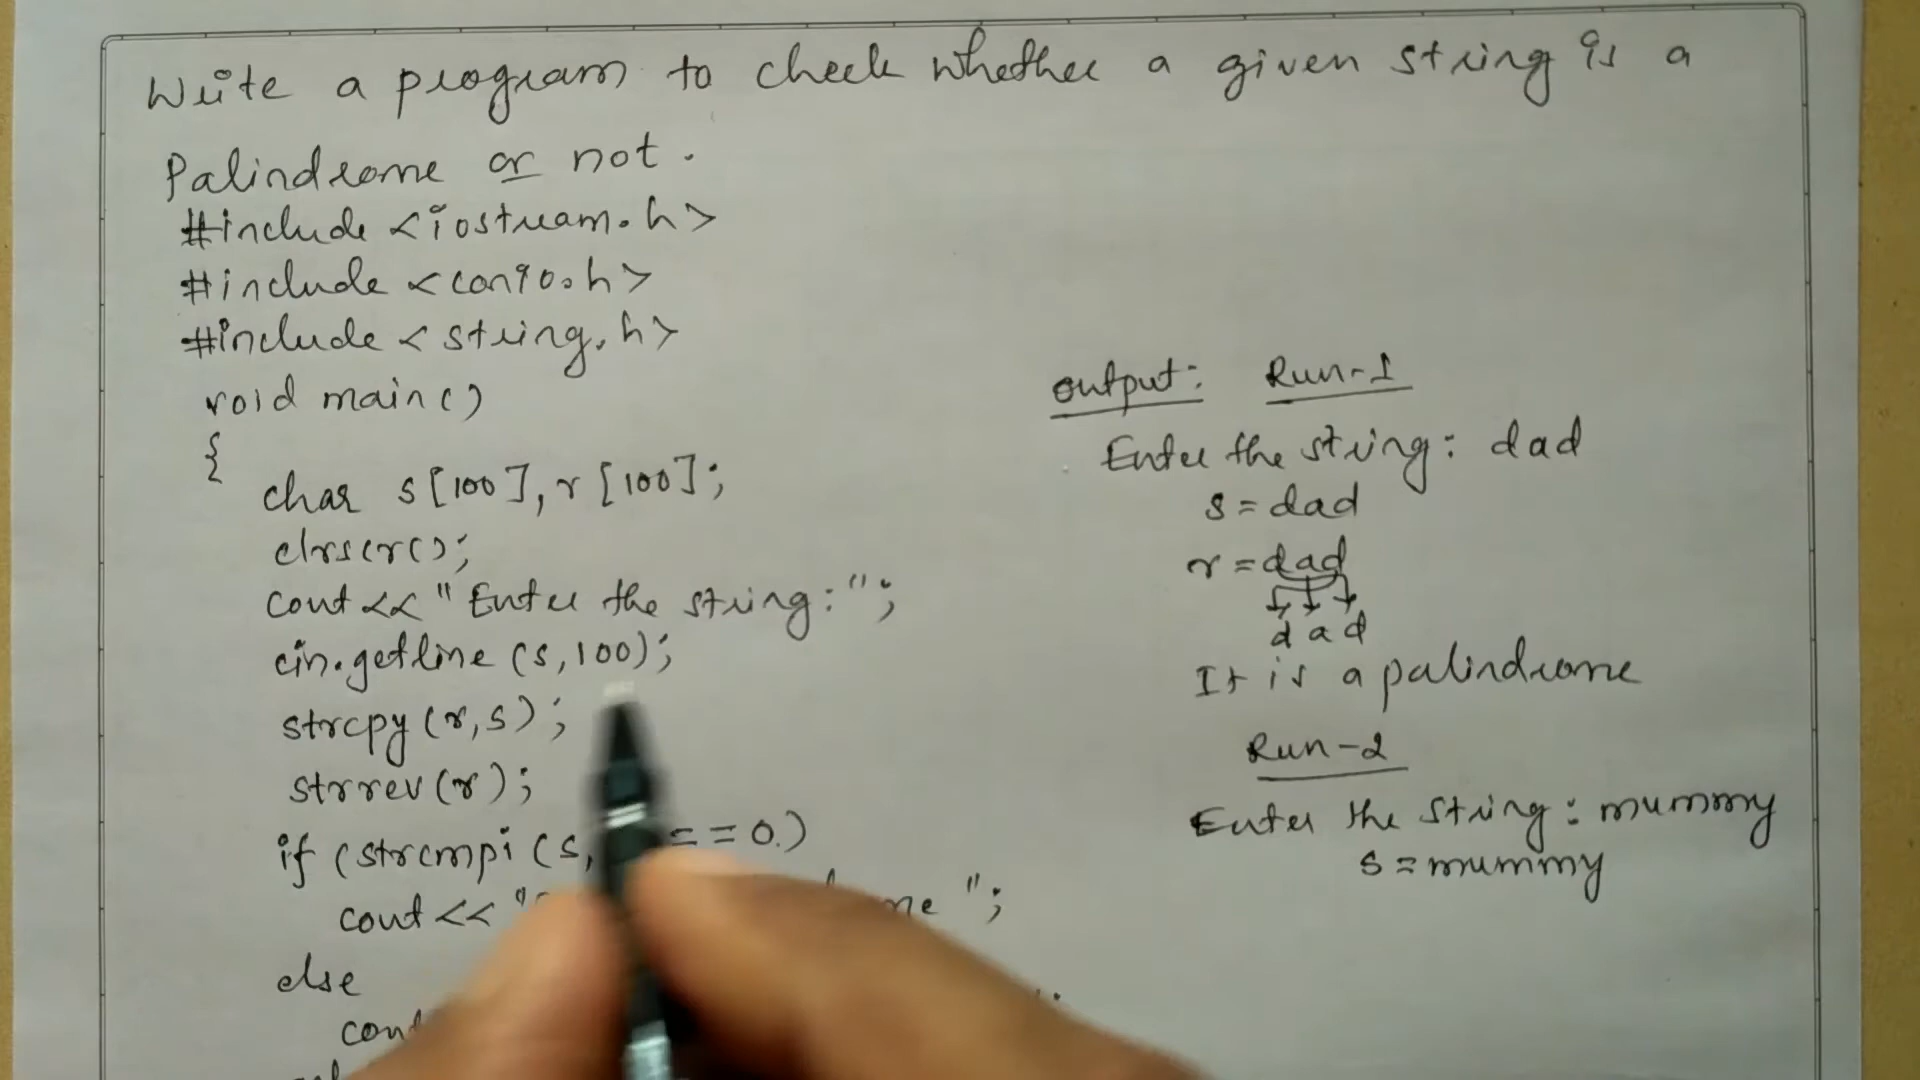 Write a program to check whether a given string is a
Palindrome or not.
#include <iostream.h>
#include <conio.h>
#include <string.h>
void main()
{
char s[100], r[100];
clrscr();
cout<<"Enter the string:";
cin.getline (s,100);
strcpy (r,s);
strrev(r);
if (strcmpi (s, ==0)
cout << "
";
else
output: Run-1
Enter the string: dad
s = dad
r = dad
d a d
It is a palindrome
Run-2
Enter the string: mummy
s = mummy